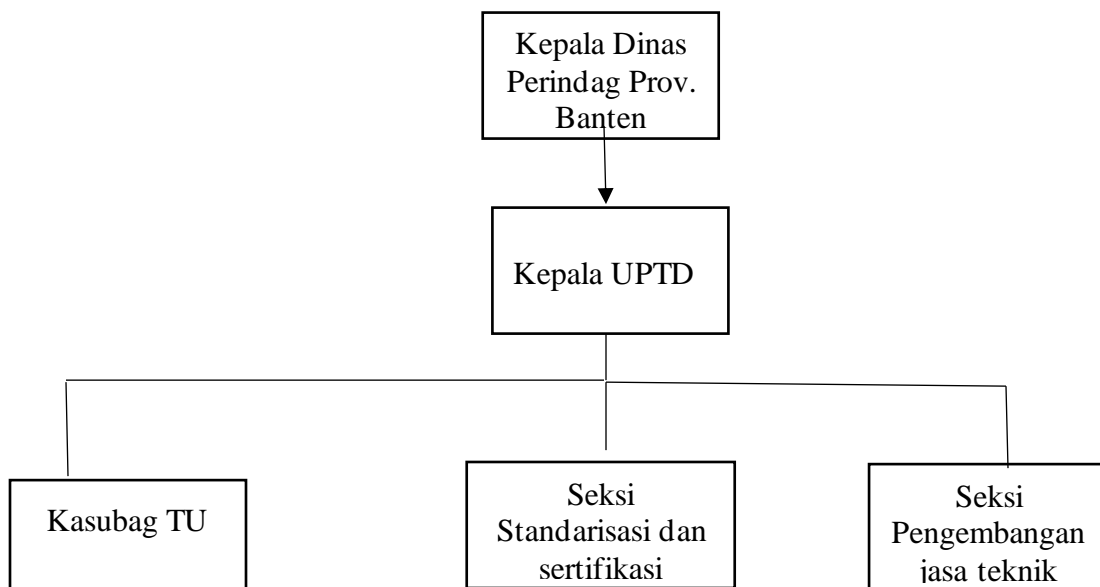 Kepala Dinas
Perindag Prov.
Banten
Kepala UPTD
Kasubag TU
Seksi
Standarisasi dan
sertifikasi
Seksi
Pengembangan
jasa teknik